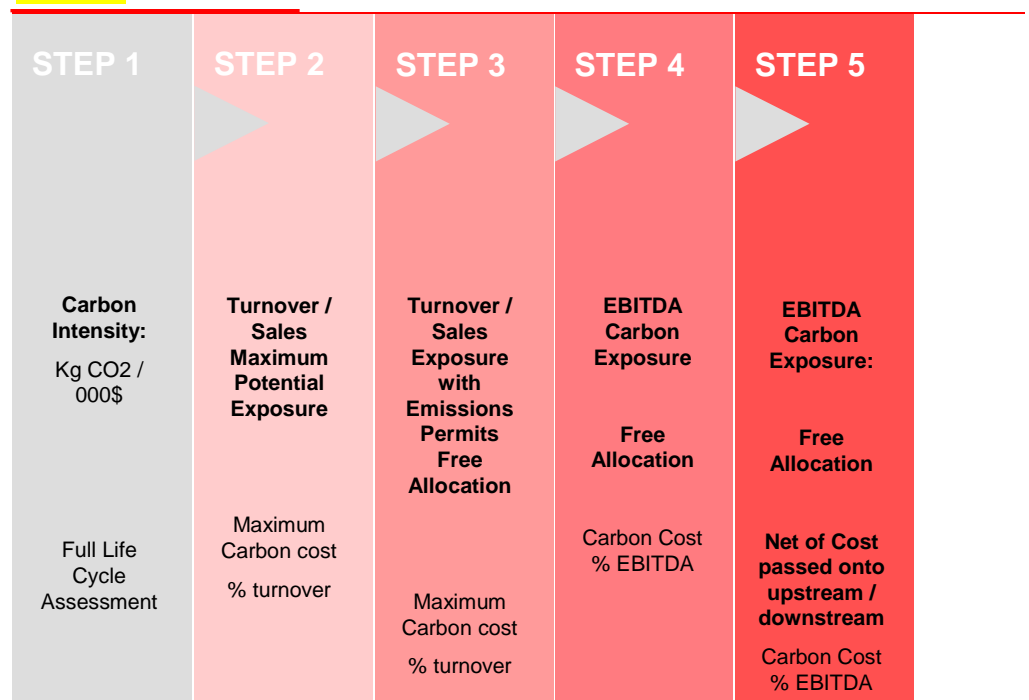 STEP 1
Carbon
Intensity:
Kg CO2 /
000$
Full Life
Cycle
Assessment
STEP 2
Turnover /
Sales
Maximum
Potential
Exposure
Maximum
Carbon cost
% turnover
STEP 3
Turnover /
Sales
Exposure
with
Emissions
Permits
Free
Allocation
Maximum
Carbon cost
% turnover
STEP 4
EBITDA
Carbon
Exposure
Free
Allocation
Carbon Cost
% EBITDA
STEP 5
EBITDA
Carbon
Exposure:
Free
Allocation
Net of Cost
passed onto
upstream /
downstream
Carbon Cost
% EBITDA